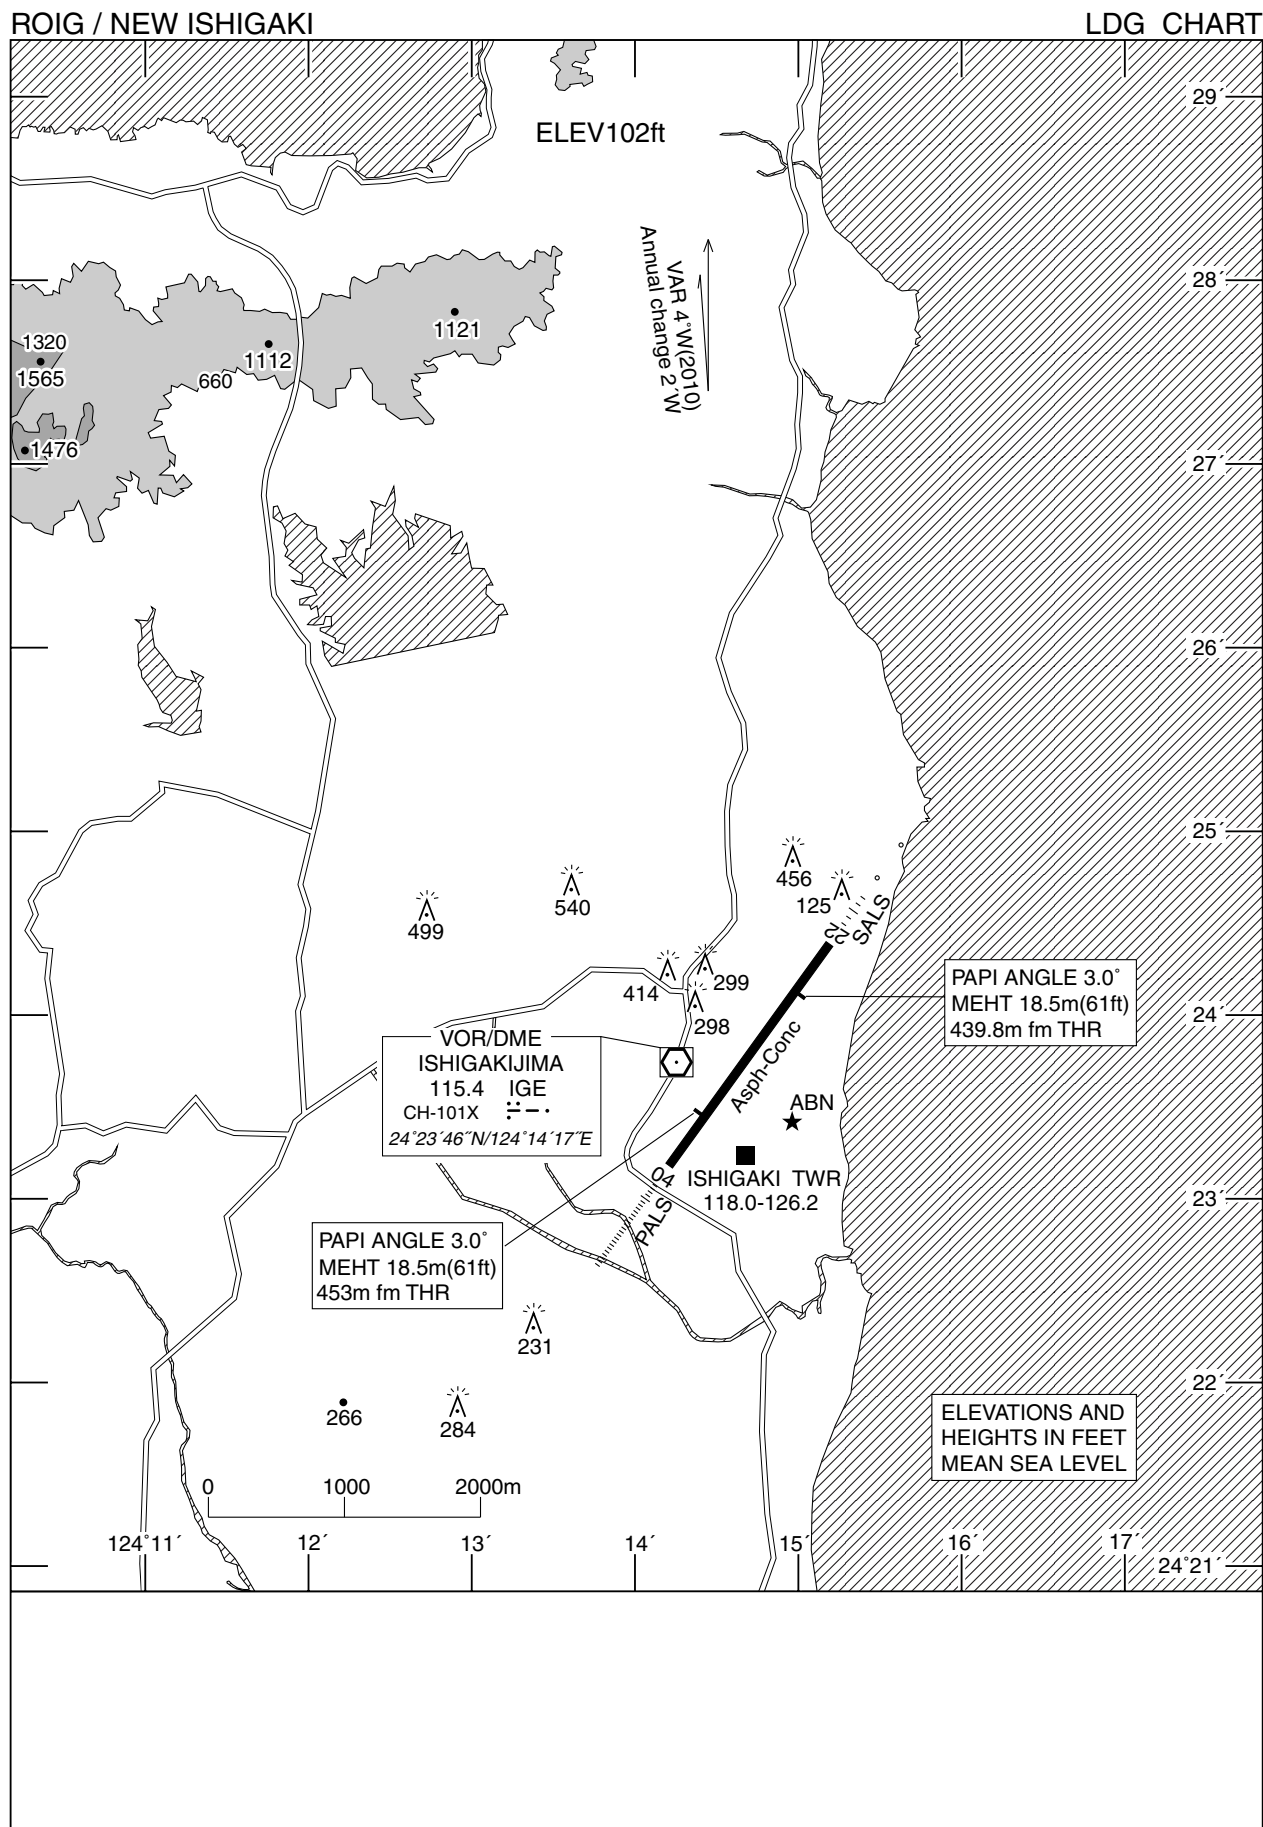 ROIG / NEW ISHIGAKI
LDG CHART
29´
ELEV102ft
VAR 4˚W(2010)
Annual change 2´W
28´
1121
1320
1112
1565
660
1476
27´
26´
25´
456
125
540
499
SALS
22
414
299
298
PAPI ANGLE 3.0˚
MEHT 18.5m(61ft)
439.8m fm THR
24´
VOR/DME
ISHIGAKIJIMA
115.4 IGE
CH-101X
24˚23´46˝N/124˚14´17˝E
Asph-Conc
ABN
04
ISHIGAKI TWR
118.0-126.2
23´
PALS
PAPI ANGLE 3.0˚
MEHT 18.5m(61ft)
453m fm THR
231
22´
266
284
ELEVATIONS AND
HEIGHTS IN FEET
MEAN SEA LEVEL
0 1000 2000m
124˚11´ 12´ 13´ 14´ 15´ 16´ 17´
24˚21´